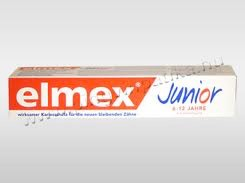 elmex® Junior
6-12 JAHRE
wirksamer Kariesschutz für die neuen bleibenden Zähne